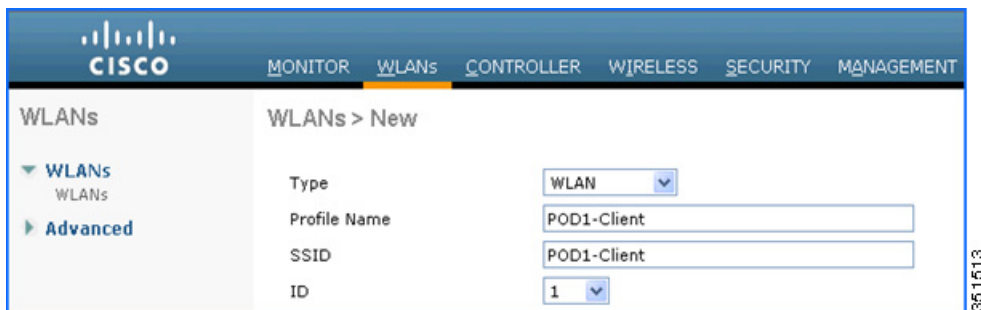 CISCO
MONITOR WLANs CONTROLLER WIRELESS SECURITY MANAGEMENT
WLANs
WLANs
WLANs
Advanced
WLANs > New
Type WLAN
Profile Name POD1-Client
SSID POD1-Client
ID 1
351513